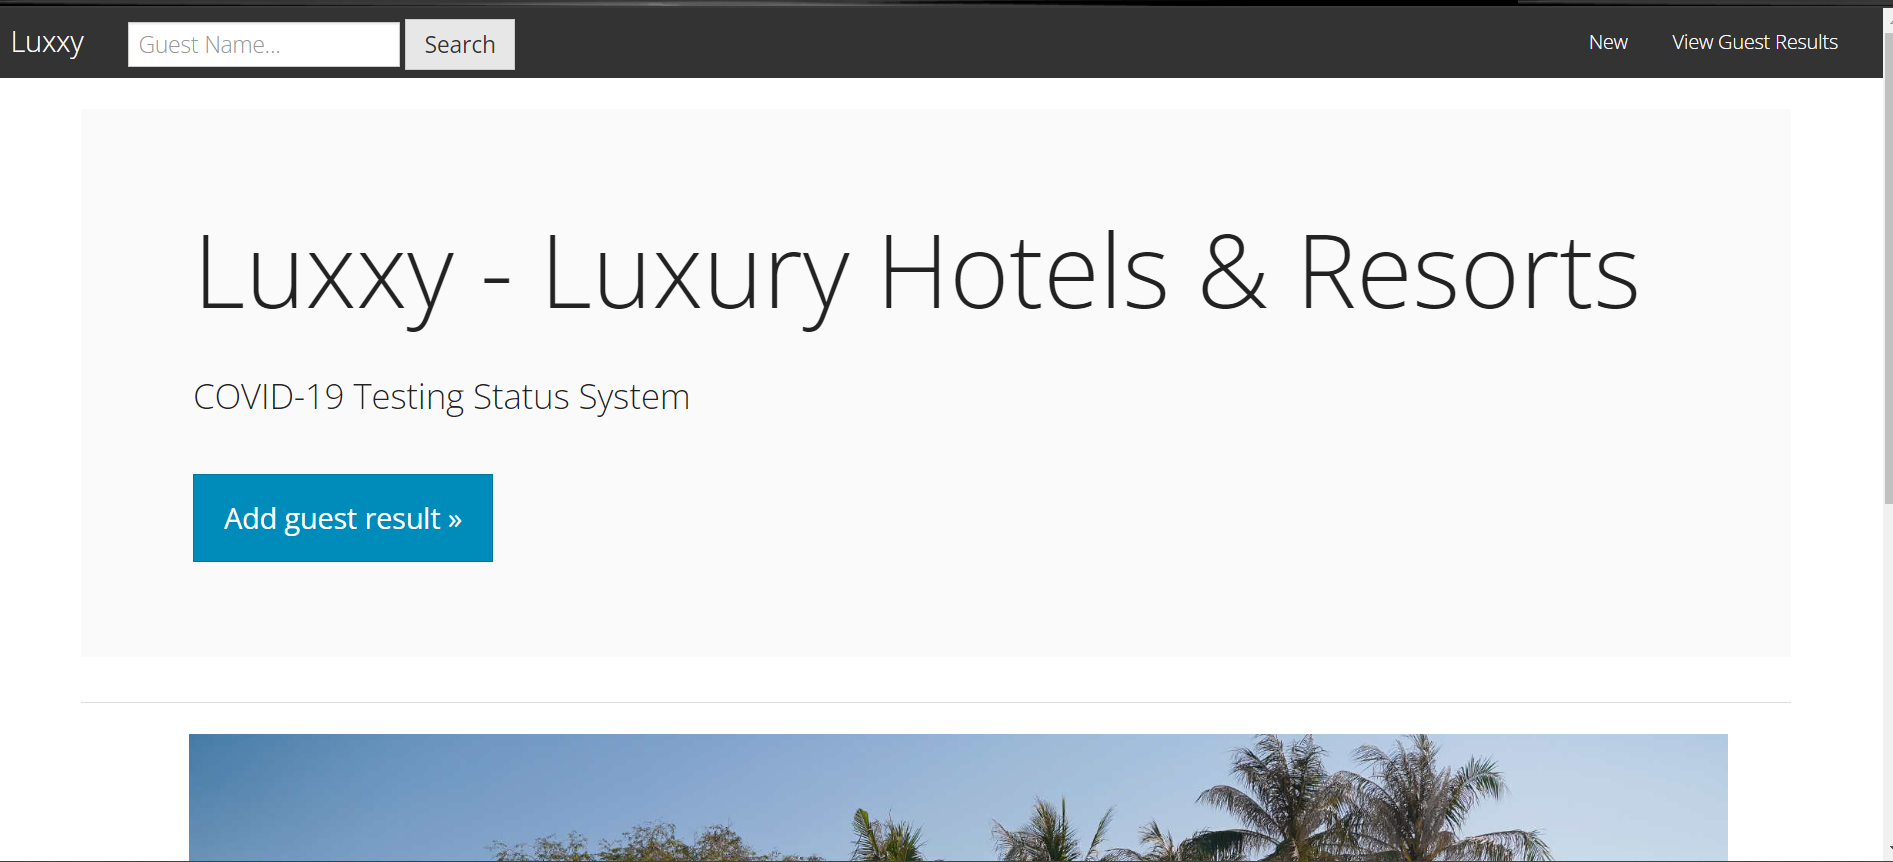 Luxxy Guest Name... Search New View Guest Results
Luxxy - Luxury Hotels & Resorts
COVID-19 Testing Status System
Add guest result »